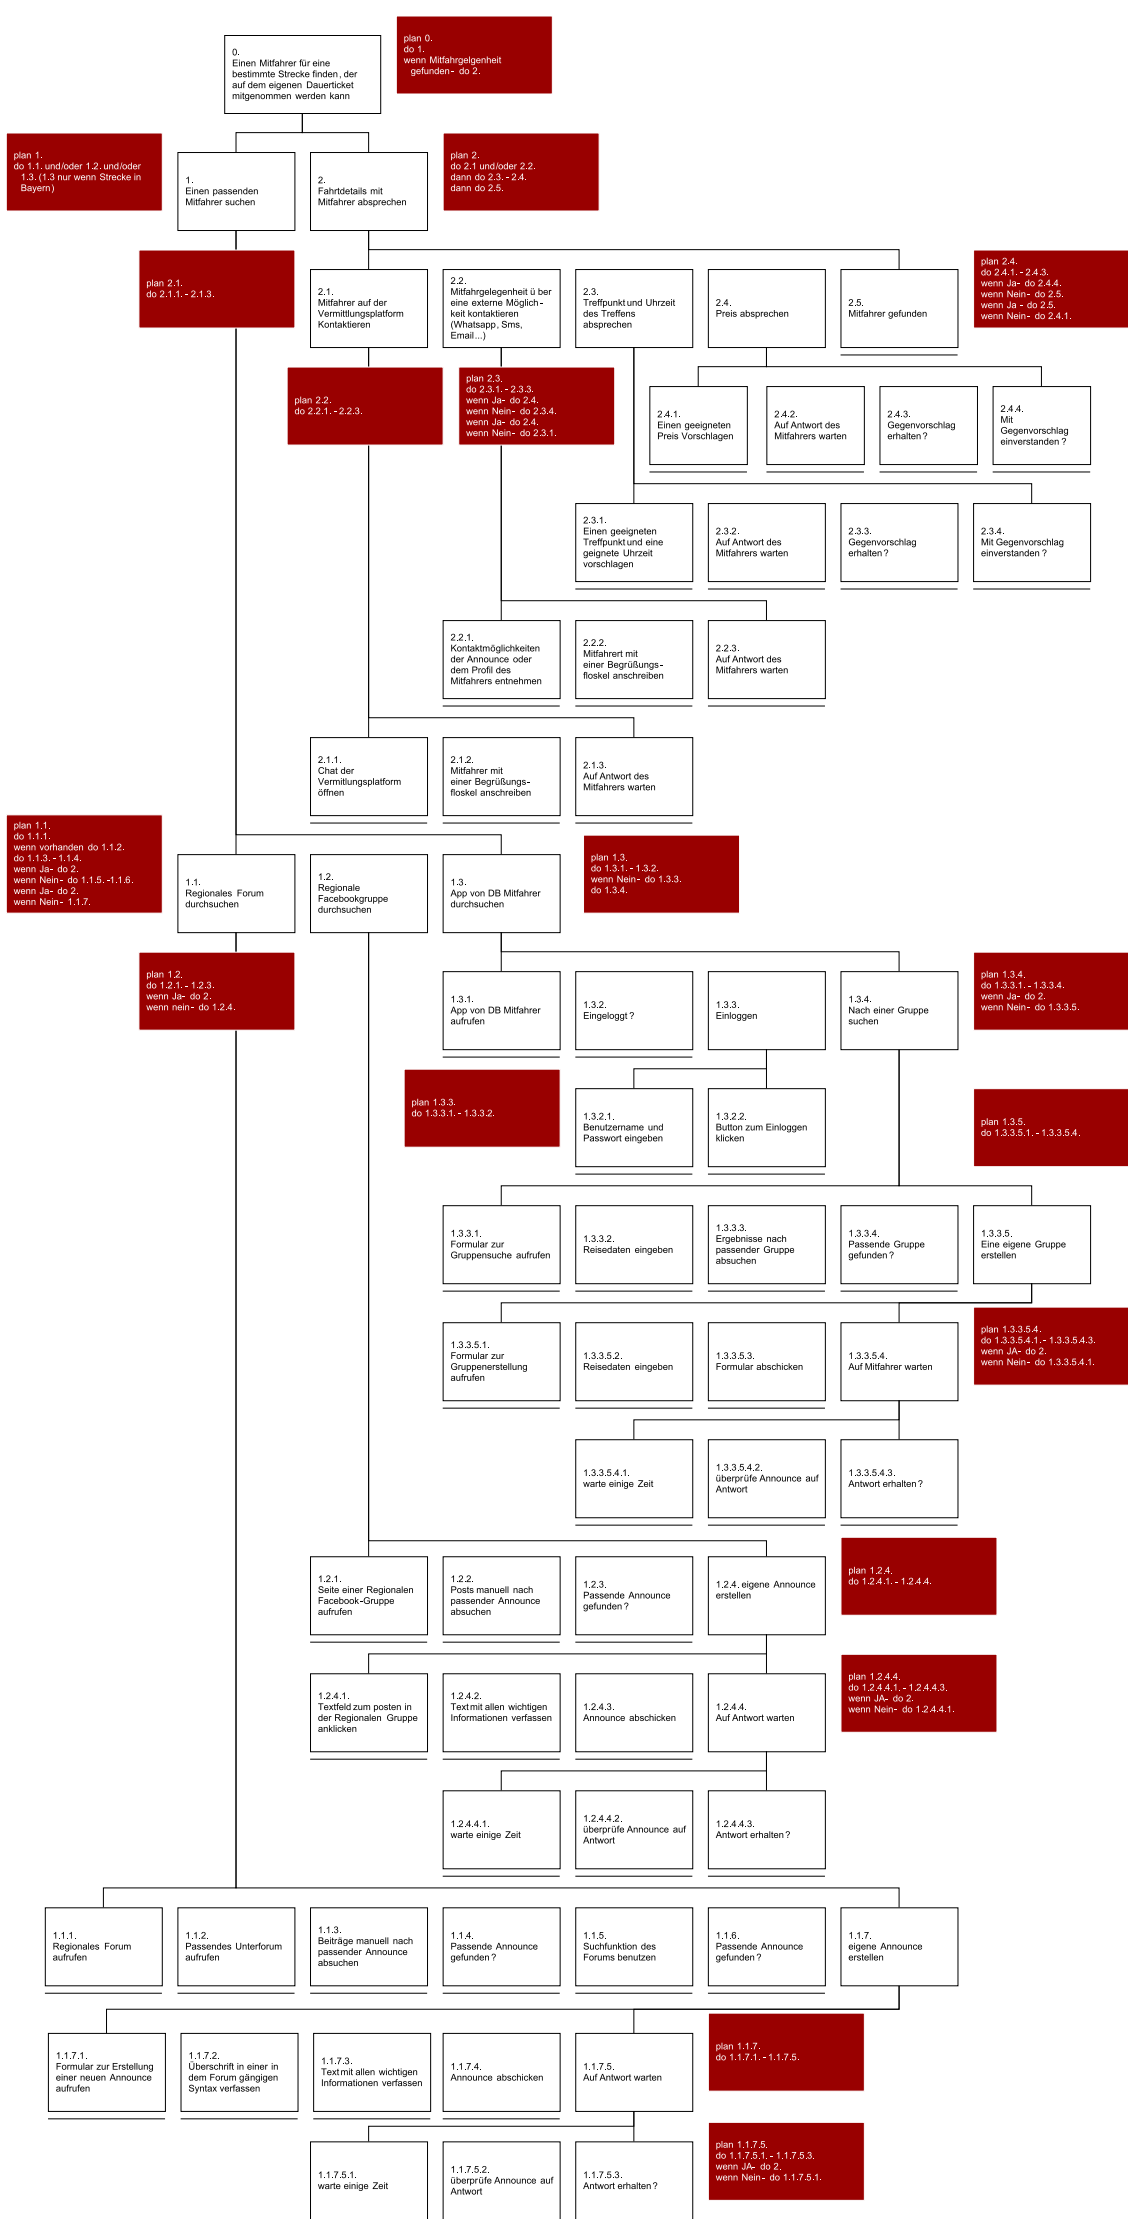 plan 0.
do 1.
wenn Mitfahrgelgenheit
gefunden- do 2.
0.
Einen Mitfahrer für eine
bestimmte Strecke finden, der
auf dem eigenen Dauerticket
mitgenommen werden kann
plan 1.
do 1.1. und/oder 1.2. und/oder
1.3. (1.3 nur wenn Strecke in
Bayern)
1.
Einen passenden
Mitfahrer suchen
2.
Fahrtdetails mit
Mitfahrer absprechen
plan 2.
do 2.1 und/oder 2.2.
dann do 2.3. - 2.4.
dann do 2.5.
plan 2.1.
do 2.1.1. - 2.1.3.
2.1.
Mitfahrer auf der
Vermittlungsplatform
Kontaktieren
2.2.
Mitfahrgelegenheit ü ber
eine externe Möglich-
keit kontaktieren
(Whatsapp, Sms,
Email...)
2.3.
Treffpunkt und Uhrzeit
des Treffens
absprechen
2.4.
Preis absprechen
2.5.
Mitfahrer gefunden
plan 2.4.
do 2.4.1. - 2.4.3.
wenn Ja- do 2.4.4.
wenn Nein- do 2.5.
wenn Ja - do 2.5.
wenn Nein- do 2.4.1.
plan 2.2.
do 2.2.1. - 2.2.3.
plan 2.3.
do 2.3.1. - 2.3.3.
wenn Ja- do 2.4.
wenn Nein- do 2.3.4.
wenn Ja- do 2.4.
wenn Nein- do 2.3.1.
2.4.1.
Einen geeigneten
Preis Vorschlagen
2.4.2.
Auf Antwort des
Mitfahrers warten
2.4.3.
Gegenvorschlag
erhalten?
2.4.4.
Mit
Gegenvorschlag
einverstanden?
2.3.1.
Einen geeigneten
Treffpunkt und eine
geignete Uhrzeit
vorschlagen
2.3.2.
Auf Antwort des
Mitfahrers warten
2.3.3.
Gegenvorschlag
erhalten?
2.3.4.
Mit Gegenvorschlag
einverstanden?
2.2.1.
Kontaktmöglichkeiten
der Announce oder
dem Profil des
Mitfahrers entnehmen
2.2.2.
Mitfahrert mit
einer Begrüßungs-
floskel anschreiben
2.2.3.
Auf Antwort des
Mitfahrers warten
2.1.1.
Chat der
Vermitlungsplatform
öffnen
2.1.2.
Mitfahrer mit
einer Begrüßungs-
floskel anschreiben
2.1.3.
Auf Antwort des
Mitfahrers warten
plan 1.1.
do 1.1.1.
wenn vorhanden do 1.1.2.
do 1.1.3. - 1.1.4.
wenn Ja- do 2.
wenn Nein- do 1.1.5. -1.1.6.
wenn Ja- do 2.
wenn Nein- 1.1.7.
1.1.
Regionales Forum
durchsuchen
1.2.
Regionale
Facebookgruppe
durchsuchen
1.3.
App von DB Mitfahrer
durchsuchen
plan 1.3.
do 1.3.1. - 1.3.2.
wenn Nein- do 1.3.3.
do 1.3.4.
plan 1.2.
do 1.2.1. - 1.2.3.
wenn Ja- do 2.
wenn nein- do 1.2.4.
1.3.1.
App von DB Mitfahrer
aufrufen
1.3.2.
Eingeloggt?
1.3.3.
Einloggen
1.3.4.
Nach einer Gruppe
suchen
plan 1.3.4.
do 1.3.3.1. - 1.3.3.4.
wenn Ja- do 2.
wenn Nein- do 1.3.3.5.
plan 1.3.3.
do 1.3.3.1. - 1.3.3.2.
1.3.2.1.
Benutzername und
Passwort eingeben
1.3.2.2.
Button zum Einloggen
klicken
plan 1.3.5.
do 1.3.3.5.1. - 1.3.3.5.4.
1.3.3.1.
Formular zur
Gruppensuche aufrufen
1.3.3.2.
Reisedaten eingeben
1.3.3.3.
Ergebnisse nach
passender Gruppe
absuchen
1.3.3.4.
Passende Gruppe
gefunden?
1.3.3.5.
Eine eigene Gruppe
erstellen
1.3.3.5.1.
Formular zur
Gruppenerstellung
aufrufen
1.3.3.5.2.
Reisedaten eingeben
1.3.3.5.3.
Formular abschicken
1.3.3.5.4.
Auf Mitfahrer warten
plan 1.3.3.5.4.
do 1.3.3.5.4.1. - 1.3.3.5.4.3.
wenn JA- do 2.
wenn Nein- do 1.3.3.5.4.1.
1.3.3.5.4.1.
warte einige Zeit
1.3.3.5.4.2.
überprüfe Announce auf
Antwort
1.3.3.5.4.3.
Antwort erhalten?
1.2.1.
Seite einer Regionalen
Facebook-Gruppe
aufrufen
1.2.2.
Posts manuell nach
passender Announce
absuchen
1.2.3.
Passende Announce
gefunden?
1.2.4. eigene Announce
erstellen
plan 1.2.4.
do 1.2.4.1. - 1.2.4.4.
1.2.4.1.
Textfeld zum posten in
der Regionalen Gruppe
anklicken
1.2.4.2.
Text mit allen wichtigen
Informationen verfassen
1.2.4.3.
Announce abschicken
1.2.4.4.
Auf Antwort warten
plan 1.2.4.4.
do 1.2.4.4.1. - 1.2.4.4.3.
wenn JA- do 2.
wenn Nein- do 1.2.4.4.1.
1.2.4.4.1.
warte einige Zeit
1.2.4.4.2.
überprüfe Announce auf
Antwort
1.2.4.4.3.
Antwort erhalten?
1.1.1.
Regionales Forum
aufrufen
1.1.2.
Passendes Unterforum
aufrufen
1.1.3.
Beiträge manuell nach
passender Announce
absuchen
1.1.4.
Passende Announce
gefunden?
1.1.5.
Suchfunktion des
Forums benutzen
1.1.6.
Passende Announce
gefunden?
1.1.7.
eigene Announce
erstellen
1.1.7.1.
Formular zur Erstellung
einer neuen Announce
aufrufen
1.1.7.2.
Überschrift in einer in
dem Forum gängigen
Syntax verfassen
1.1.7.3.
Text mit allen wichtigen
Informationen verfassen
1.1.7.4.
Announce abschicken
1.1.7.5.
Auf Antwort warten
plan 1.1.7.
do 1.1.7.1. - 1.1.7.5.
1.1.7.5.1.
warte einige Zeit
1.1.7.5.2.
überprüfe Announce auf
Antwort
1.1.7.5.3.
Antwort erhalten?
plan 1.1.7.5.
do 1.1.7.5.1. - 1.1.7.5.3.
wenn JA- do 2.
wenn Nein- do 1.1.7.5.1.